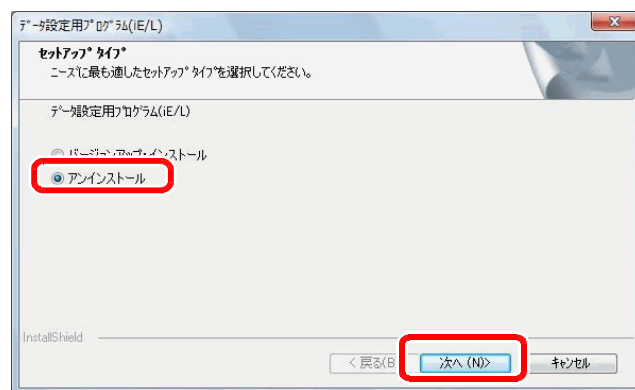 ﾃﾞｰﾀ設定用ﾌﾟﾛｸﾞﾗﾑ(iE/L)
ｾｯﾄｱｯﾌﾟ ﾀｲﾌﾟ
ﾆｰｽﾞに最も適したｾｯﾄｱｯﾌﾟﾀｲﾌﾟを選択してください。
ﾃﾞｰﾀ設定用ﾌﾟﾛｸﾞﾗﾑ(iE/L)
バージョンアップ・インストール
アンインストール
InstallShield
< 戻る(B
次へ (N)>
ｷｬﾝｾﾙ